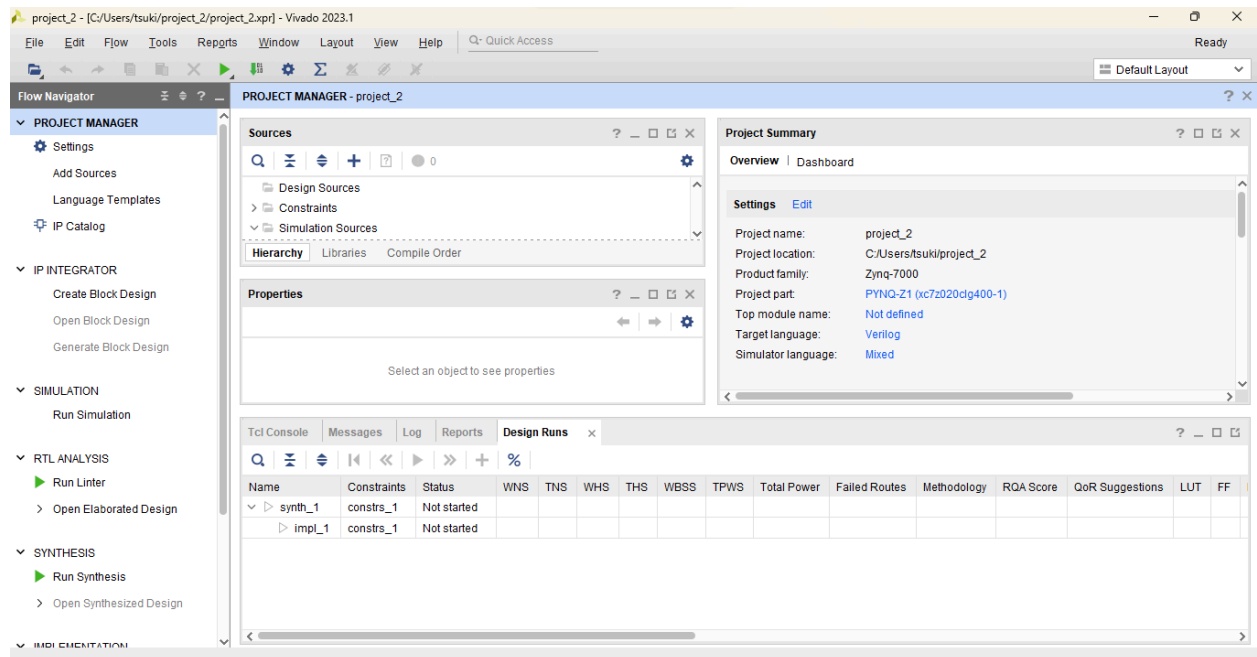 project_2 - [C:/Users/tsuki/project_2/project_2.xpr] - Vivado 2023.1
File Edit Flow Tools Reports Window Layout View Help Q- Quick Access Ready
Default Layout
Flow Navigator
PROJECT MANAGER
Settings
Add Sources
Language Templates
IP Catalog
IP INTEGRATOR
Create Block Design
Open Block Design
Generate Block Design
SIMULATION
Run Simulation
RTL ANALYSIS
Run Linter
Open Elaborated Design
SYNTHESIS
Run Synthesis
Open Synthesized Design
IMPLEMENTATION
PROJECT MANAGER - project_2
Sources
0
Design Sources
Constraints
Simulation Sources
Hierarchy Libraries Compile Order
Properties
Select an object to see properties
Project Summary
Overview | Dashboard
Settings Edit
Project name: project_2
Project location: C:/Users/tsuki/project_2
Product family: Zynq-7000
Project part: PYNQ-Z1 (xc7z020clg400-1)
Top module name: Not defined
Target language: Verilog
Simulator language: Mixed
Tcl Console Messages Log Reports Design Runs
Name Constraints Status WNS TNS WHS THS WBSS TPWS Total Power Failed Routes Methodology RQA Score QoR Suggestions LUT FF
synth_1 constrs_1 Not started
impl_1 constrs_1 Not started